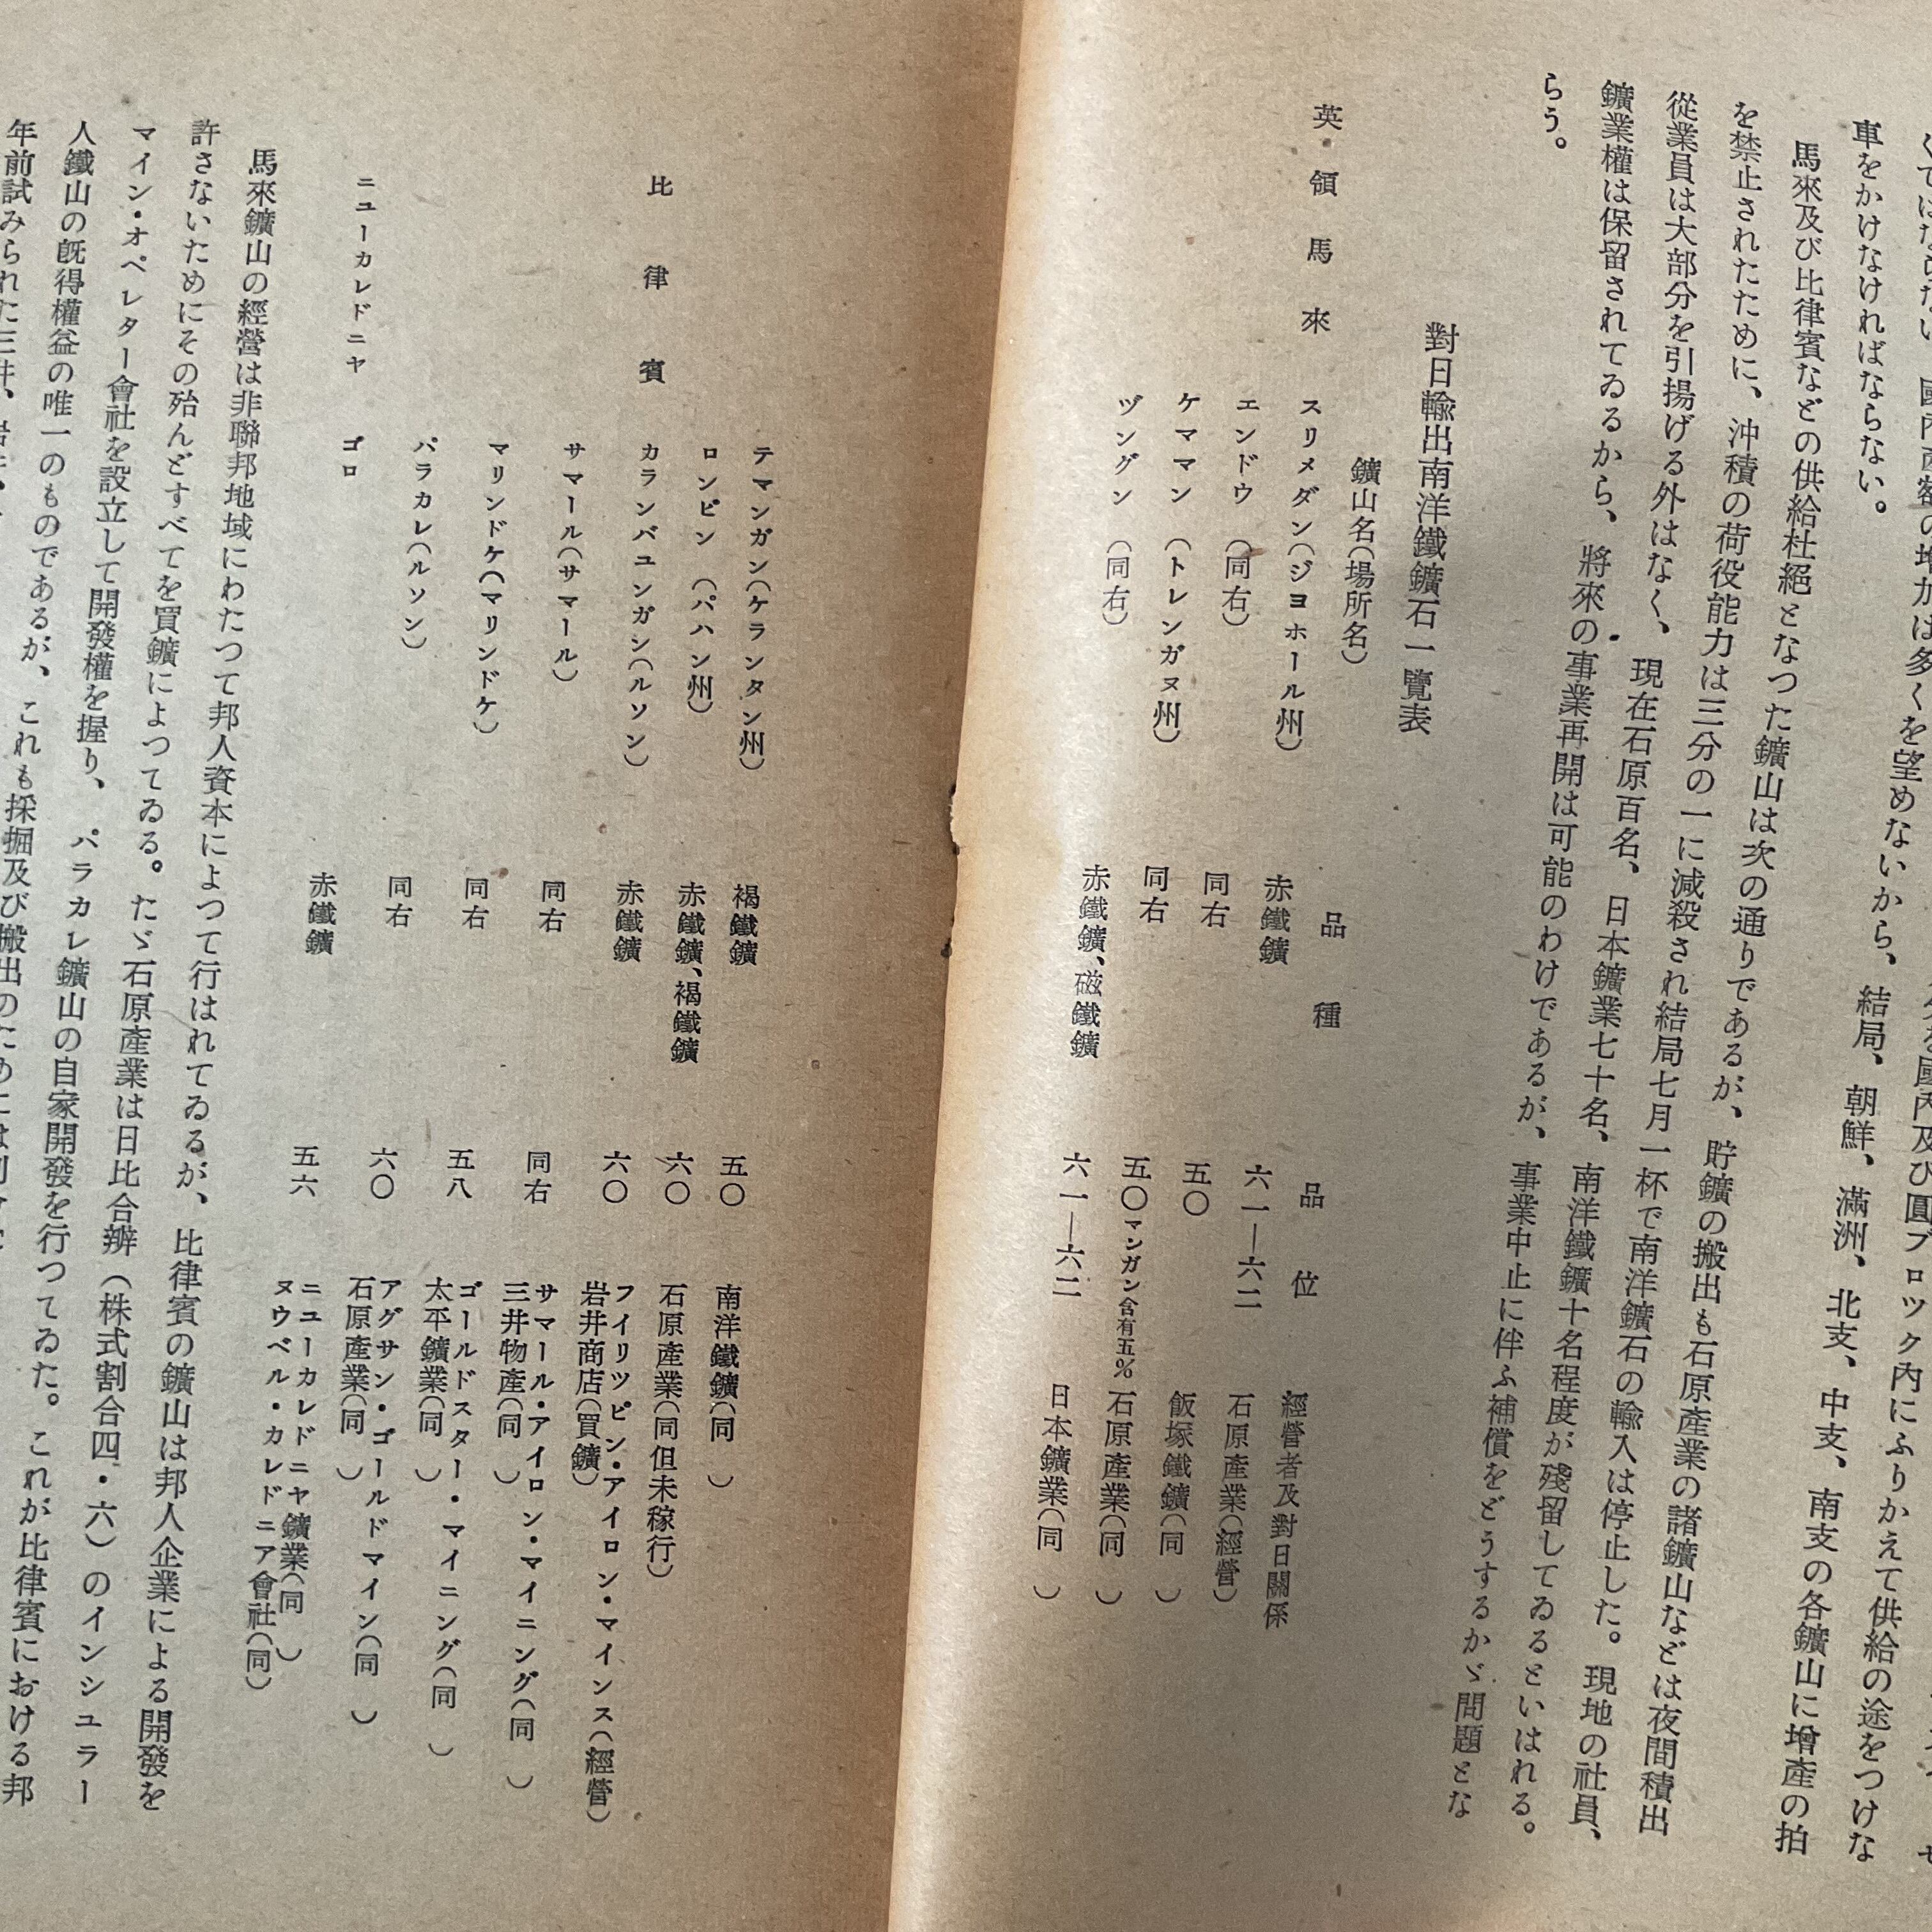 車をかけなければならない。
馬來及び比律賓などの供給杜絕となつた鑛山は次の通りであるが、貯鑛の搬出も石原產業の諸鑛山などは夜間積出
を禁止されたために、沖積の荷役能力は三分の一に減殺され結局七月一杯で南洋鑛石の輸入は停止した。現地の社員、
從業員は大部分を引揚げる外はなく、現在石原百名、日本鑛業七十名、南洋鐵鑛十名程度が殘留してゐるといはれる。
鑛業權は保留されてゐるから、將來の事業再開は可能のわけであるが、事業中止に伴ふ補償をどうするかゞ問題とな
らう。
對日輸出南洋鐵鑛石一覽表
鑛山名(場所名) 品種 品位 經營者及對日關係
英・領馬來 スリメダン(ジヨホール州) 赤鐵鑛 六一—六二 石原產業(經營)
エンドウ(同右) 同右 五〇 飯塚鐵鑛(同)
ケママン(トレンガヌ州) 同右 五〇マンガン含有五% 石原產業(同)
ヅングン(同右) 赤鐵鑛、磁鐵鑛 六一—六二 日本鑛業(同)
テマンガン(ケランタン州) 褐鐵鑛 五〇 南洋鐵鑛(同)
ロンピン(パハン州) 赤鐵鑛、褐鐵鑛 六〇 石原產業(同但未稼行)
比律賓 カランバユンガン(ルソン) 赤鐵鑛 六〇 フイリツピン・アイロン・マインス(經營)
岩井商店(買鑛)
サマール(サマール) 同右 同右 サマール・アイロン・マイニング(同)
三井物產(同)
マリンドケ(マリンドケ) 同右 五八 ゴールドスター・マイニング(同)
太平鑛業(同)
パラカレ(ルソン) 同右 六〇 アグサン・ゴールドマイン(同)
石原產業(同)
ニユーカレドニヤ ゴロ 赤鐵鑛 五六 ニユーカレドニヤ鑛業(同)
ヌウベル・カレドニア會社(同)
馬來鑛山の經營は非聯邦地域にわたつて邦人資本によつて行はれてゐるが、比律賓の鑛山は邦人企業による開發を
許さないためにその殆んどすべてを買鑛によつてゐる。たゞ石原產業は日比合辨(株式割合四・六)のインシユラー
マイン・オペレター會社を設立して開發權を握り、パラカレ鑛山の自家開發を行つてゐた。これが比律賓における邦
人鐵山の旣得權益の唯一のものであるが、これも採掘及び搬出のためには